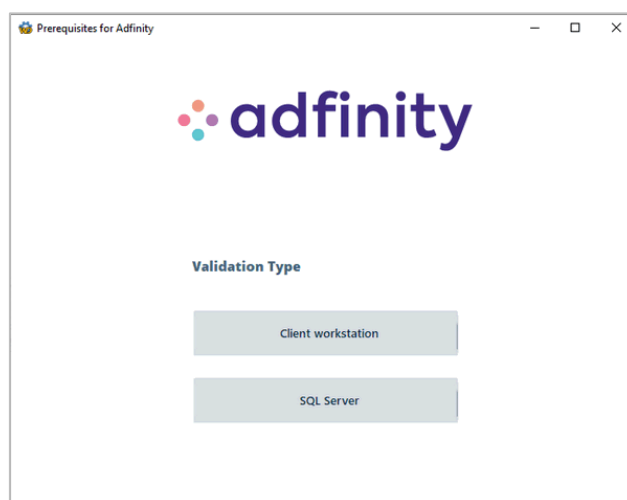 Prerequisites for Adfinity
adfinity
Validation Type
Client workstation
SQL Server